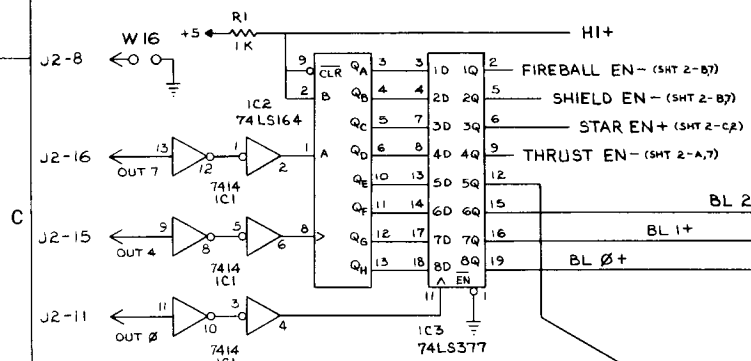 +5
R1
1K
HI+
J2-8
W16
9
CLR
QA
3
3
1D
1Q
2
FIREBALL EN- (SHT 2-B,7)
2
B
QB
4
4
2D
2Q
5
SHIELD EN- (SHT 2-B,7)
IC2
74LS164
QC
5
7
3D
3Q
6
STAR EN+ (SHT 2-C,2)
J2-16
OUT 7
13
12
1
2
7414
IC1
1
A
QD
6
8
4D
4Q
9
THRUST EN- (SHT 2-A,7)
QE
10
13
5D
5Q
12
QF
11
14
6D
6Q
15
BL 2
C
J2-15
OUT 4
9
8
5
6
7414
IC1
8
QG
12
17
7D
7Q
16
BL 1+
QH
13
18
8D
8Q
19
BL Ø+
EN
11
1
J2-11
OUT Ø
11
10
3
4
7414
IC1
IC3
74LS377